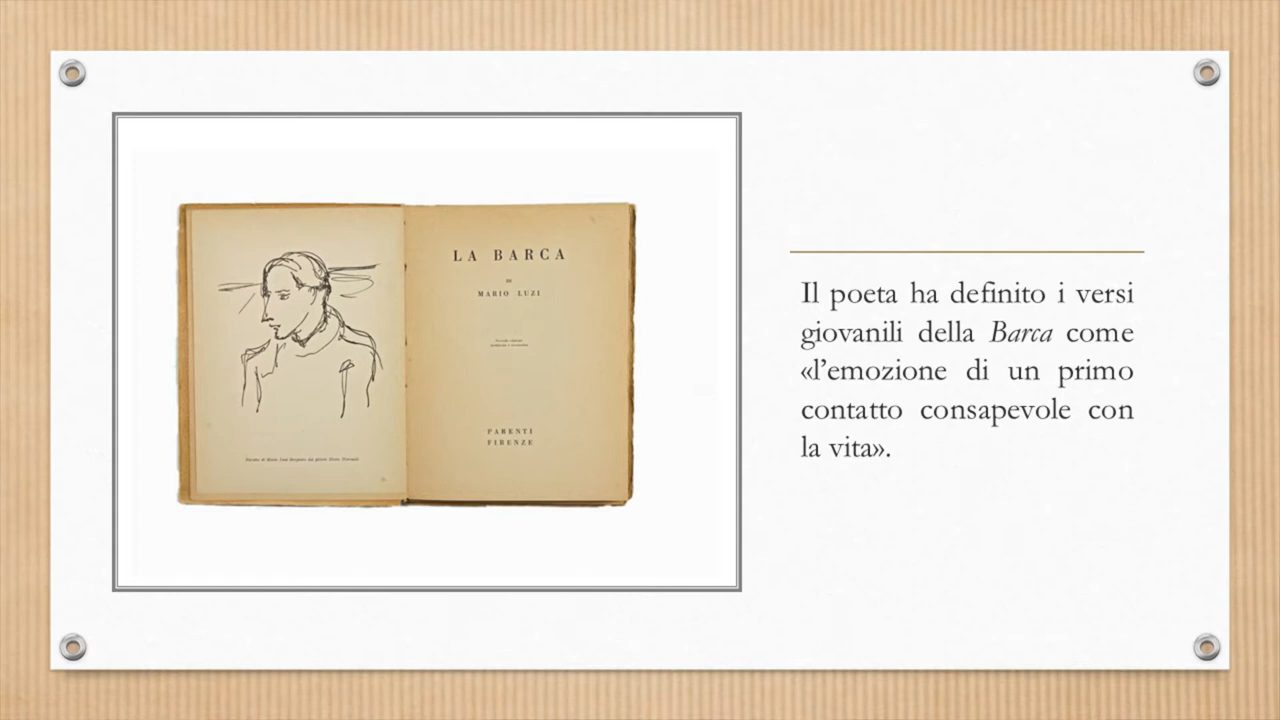 LA BARCA
DI
MARIO LUZI
PARENTI
FIRENZE
Il poeta ha definito i versi
giovanili della Barca come
«l’emozione di un primo
contatto consapevole con
la vita».